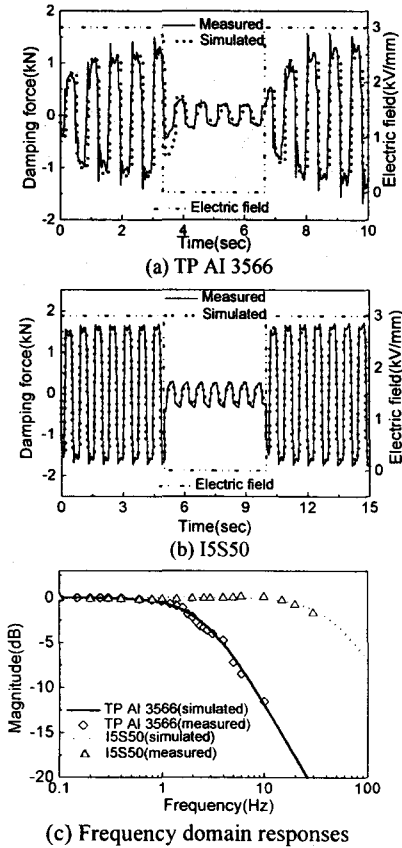 Measured
Simulated
2
1
0
-1
-2
Damping force(kN)
3
2
1
0
Electric field(kV/mm)
Electric field
0 2 4 6 8 10
Time(sec)
(a) TP AI 3566
Measured
Simulated
2
1
0
-1
-2
Damping force(kN)
3
2
1
0
Electric field(kV/mm)
Electric field
0 3 6 9 12 15
Time(sec)
(b) I5S50
0
-5
-10
-15
-20
Magnitude(dB)
TP AI 3566(simulated)
TP AI 3566(measured)
I5S50(simulated)
I5S50(measured)
0.1 1 10 100
Frequency(Hz)
(c) Frequency domain responses